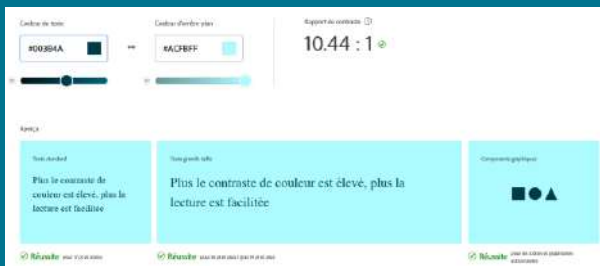 Couleur de texte
Couleur d'arrière-plan
Rapport de contraste
#003B4A
#ACFBFF
10.44 : 1
Aperçu
Texte standard
Texte grande taille
Composants graphiques
Plus le contraste de
couleur est élevé, plus la
lecture est facilitée
Plus le contraste de couleur est élevé, plus la
lecture est facilitée
Réussite
Réussite
Réussite